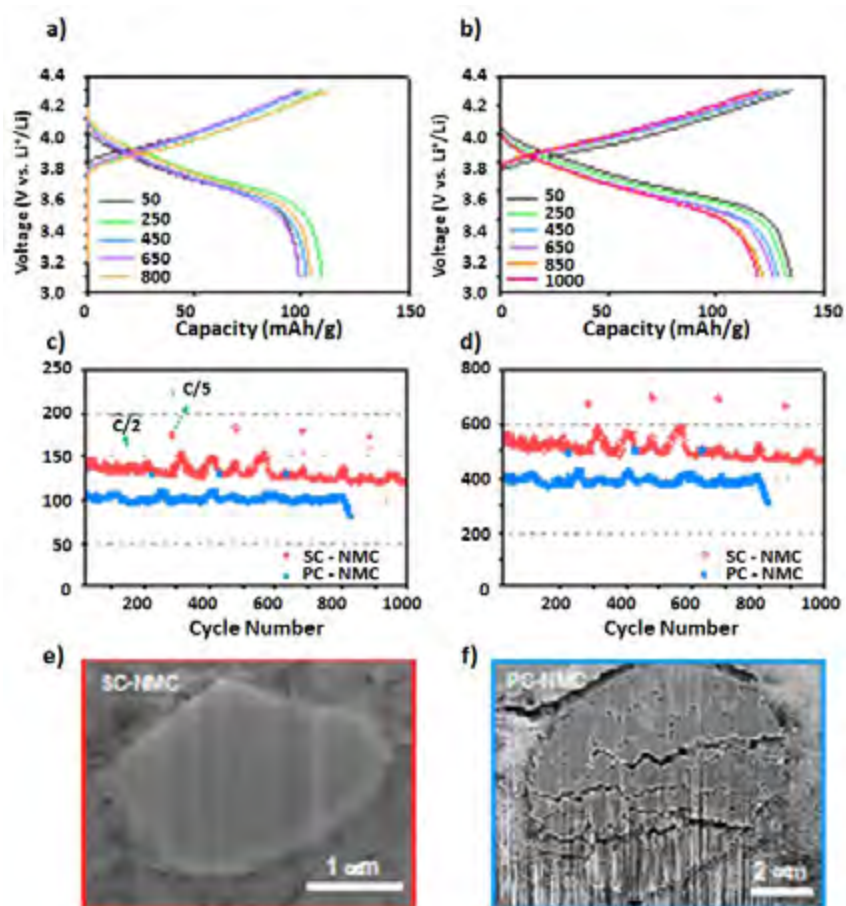 a)
b)
4.4
4.2
4.0
3.8
3.6
3.4
3.2
3.0
Voltage (V vs. Li⁺/Li)
50
250
450
650
800
0
50
100
150
Capacity (mAh/g)
4.4
4.2
4.0
3.8
3.6
3.4
3.2
3.0
Voltage (V vs. Li⁺/Li)
50
250
450
650
850
1000
0
50
100
150
Capacity (mAh/g)
c)
d)
250
200
150
100
50
0
C/2
C/5
SC - NMC
PC - NMC
200
400
600
800
1000
Cycle Number
800
600
400
200
0
SC - NMC
PC - NMC
200
400
600
800
1000
Cycle Number
e)
f)
SC-NMC
1 αm
PC-NMC
2 αm